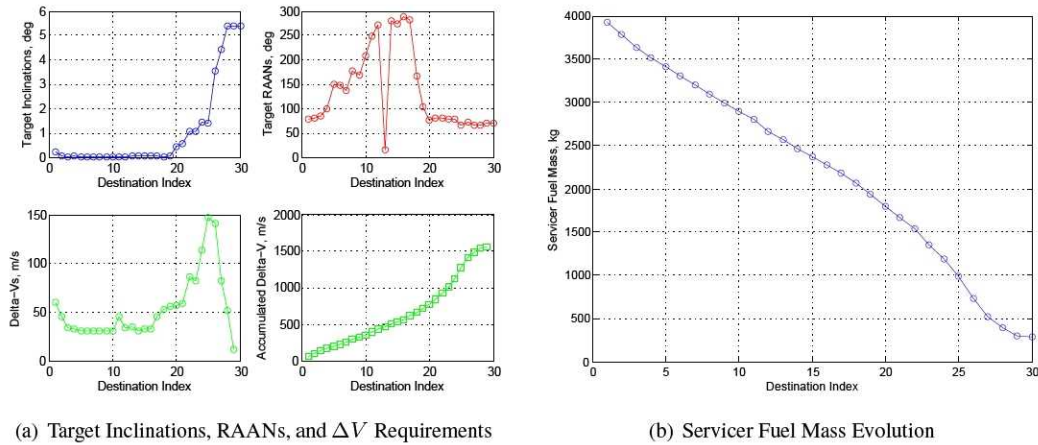 6
5
4
3
2
1
0
0 10 20 30
Target Inclinations, deg
Destination Index
300
250
200
150
100
50
0
0 10 20 30
Target RAANs, deg
Destination Index
150
100
50
0
0 10 20 30
Delta-Vs, m/s
Destination Index
2000
1500
1000
500
0
0 10 20 30
Accumulated Delta-V, m/s
Destination Index
(a) Target Inclinations, RAANs, and ΔV Requirements
4000
3500
3000
2500
2000
1500
1000
500
0
0 5 10 15 20 25 30
Servicer Fuel Mass, kg
Destination Index
(b) Servicer Fuel Mass Evolution